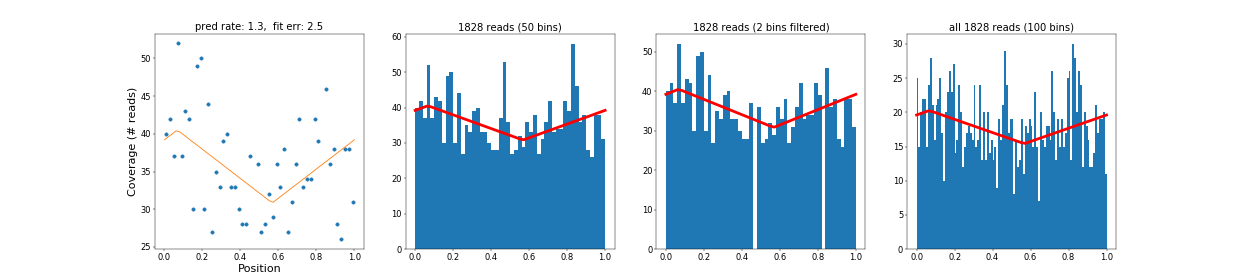 pred rate: 1.3,  fit err: 2.5
Coverage (# reads)
50
45
40
35
30
25
0.0 0.2 0.4 0.6 0.8 1.0
Position
1828 reads (50 bins)
60
50
40
30
20
10
0
0.0 0.2 0.4 0.6 0.8 1.0
1828 reads (2 bins filtered)
50
40
30
20
10
0
0.0 0.2 0.4 0.6 0.8 1.0
all 1828 reads (100 bins)
30
25
20
15
10
5
0
0.0 0.2 0.4 0.6 0.8 1.0